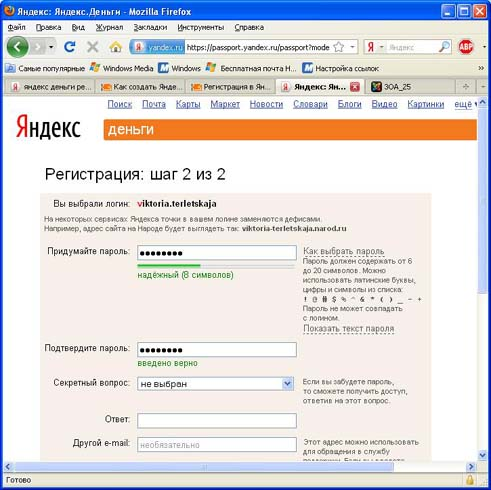 Яндекс: Яндекс.Деньги - Mozilla Firefox
Файл Правка Вид Журнал Закладки Инструменты Справка
Я yandex.ru https://passport.yandex.ru/passport?mode Я Яндекс ABP
Самые популярные Windows Media Windows Бесплатная почта H... Настройка ссылок
яндекс деньги ре... Как создать Янде... Регистрация в Ян... Яндекс: Ян... ЗОА_25
Поиск Почта Карты Маркет Новости Словари Блоги Видео Картинки ещё
Яндекс деньги
Регистрация: шаг 2 из 2
Вы выбрали логин: viktoria.terletskaja
На некоторых сервисах Яндекса точки в вашем логине заменяются дефисами.
Например, адрес сайта на Народе будет выглядеть так: viktoria-terletskaja.narod.ru
Придумайте пароль:
надёжный (8 символов)
Как выбрать пароль
Пароль должен содержать от 6
до 20 символов. Можно
использовать латинские буквы,
цифры и символы из списка:
! @ # $ % ^ & * ( ) _ - +
Пароль не может совпадать
с логином.
Показать текст пароля
Подтвердите пароль:
введено верно
Секретный вопрос: не выбран
Если вы забудете пароль,
то сможете получить доступ,
ответив на этот вопрос.
Ответ:
Другой e-mail: необязательно
Этот адрес можно использовать
для обращения в службу
Готово